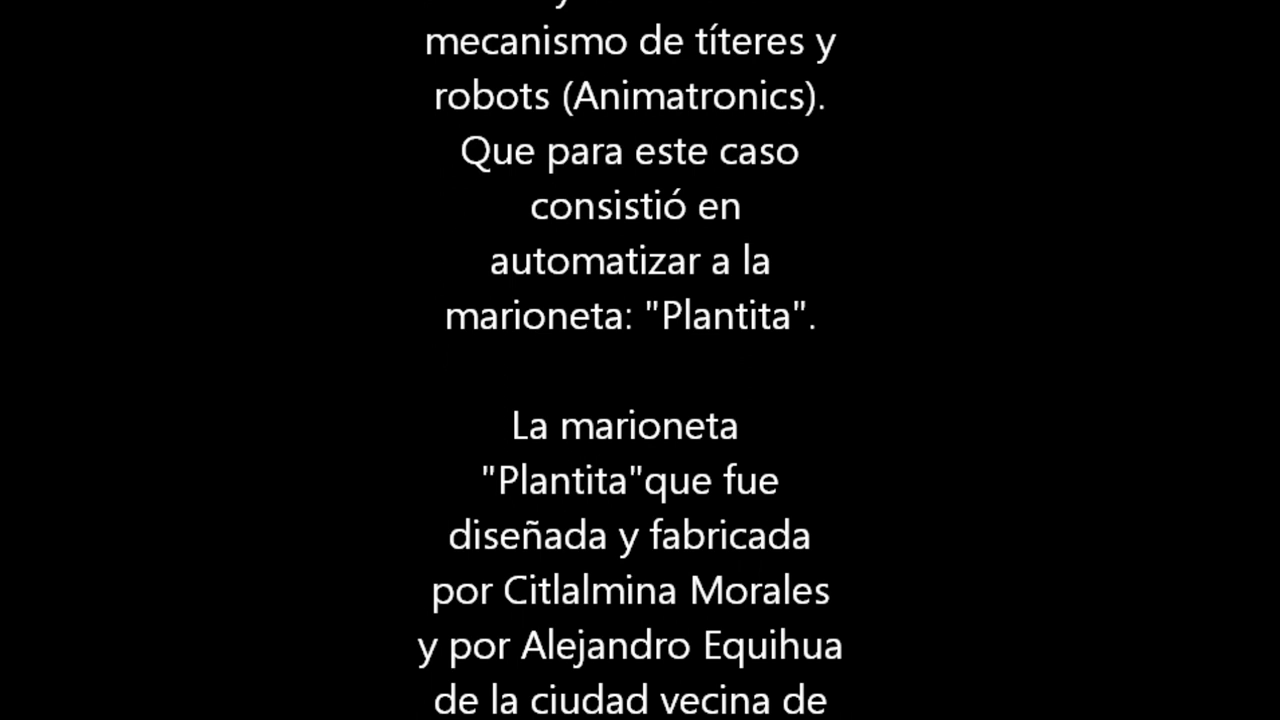 y
mecanismo de títeres y
robots (Animatronics).
Que para este caso
consistió en
automatizar a la
marioneta: "Plantita".
La marioneta
"Plantita"que fue
diseñada y fabricada
por Citlalmina Morales
y por Alejandro Equihua
de la ciudad vecina de